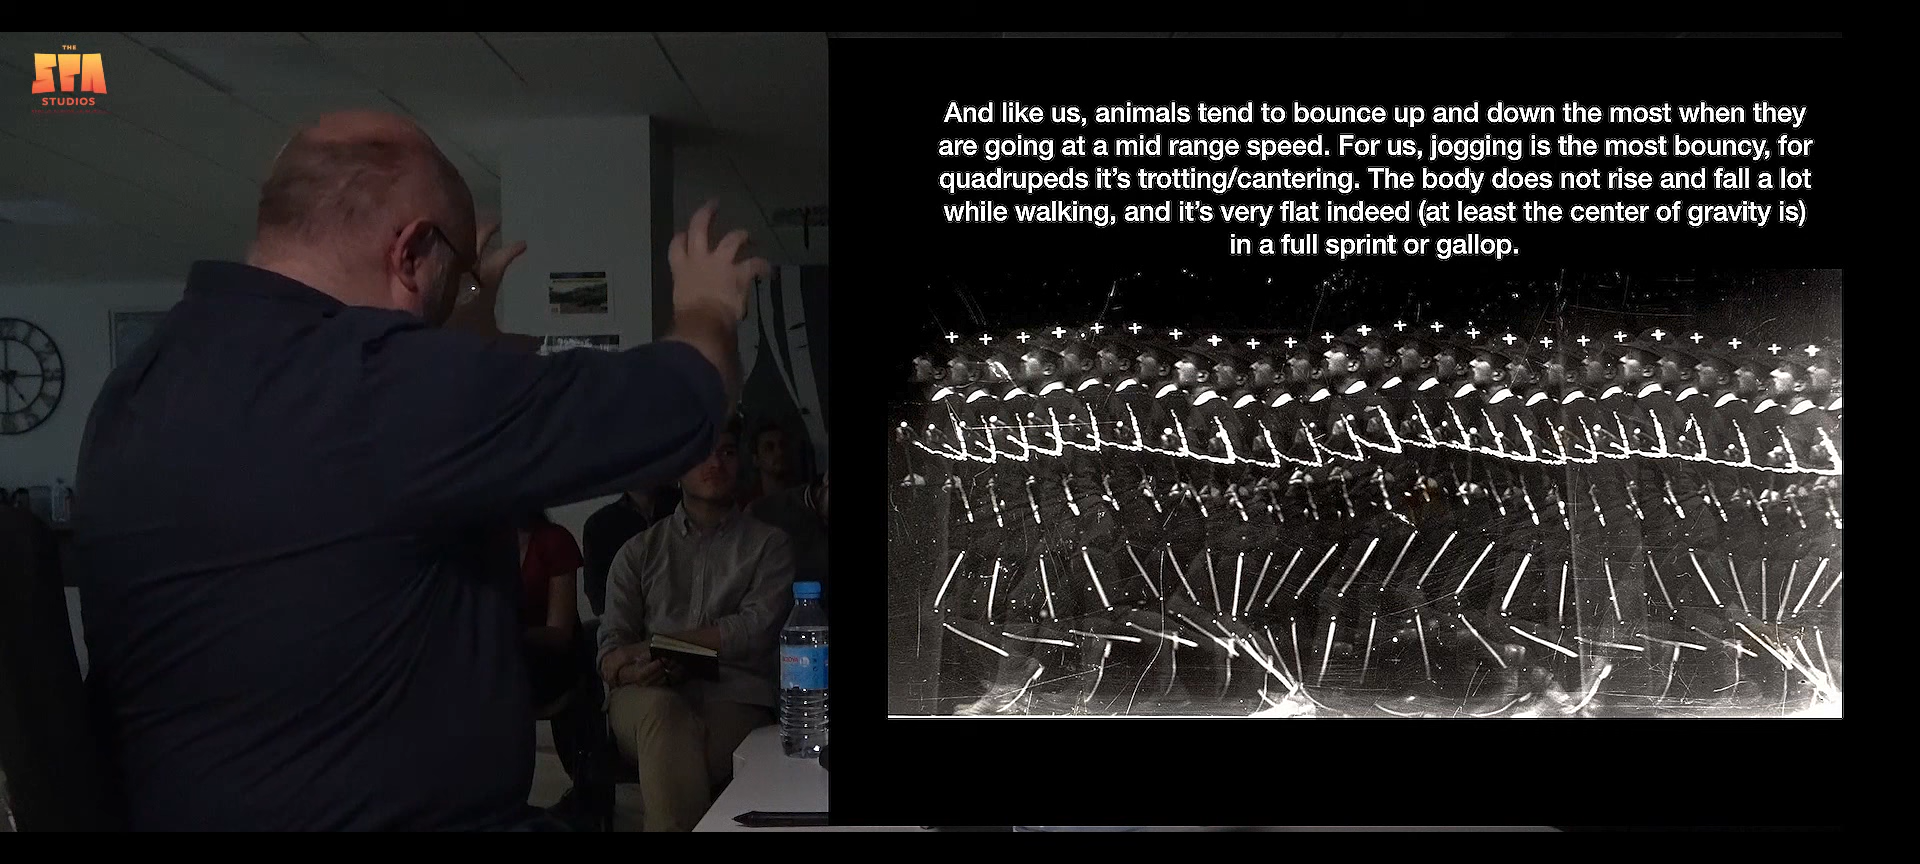 THE
SPA
STUDIOS
And like us, animals tend to bounce up and down the most when they
are going at a mid range speed. For us, jogging is the most bouncy, for
quadrupeds it’s trotting/cantering. The body does not rise and fall a lot
while walking, and it’s very flat indeed (at least the center of gravity is)
in a full sprint or gallop.